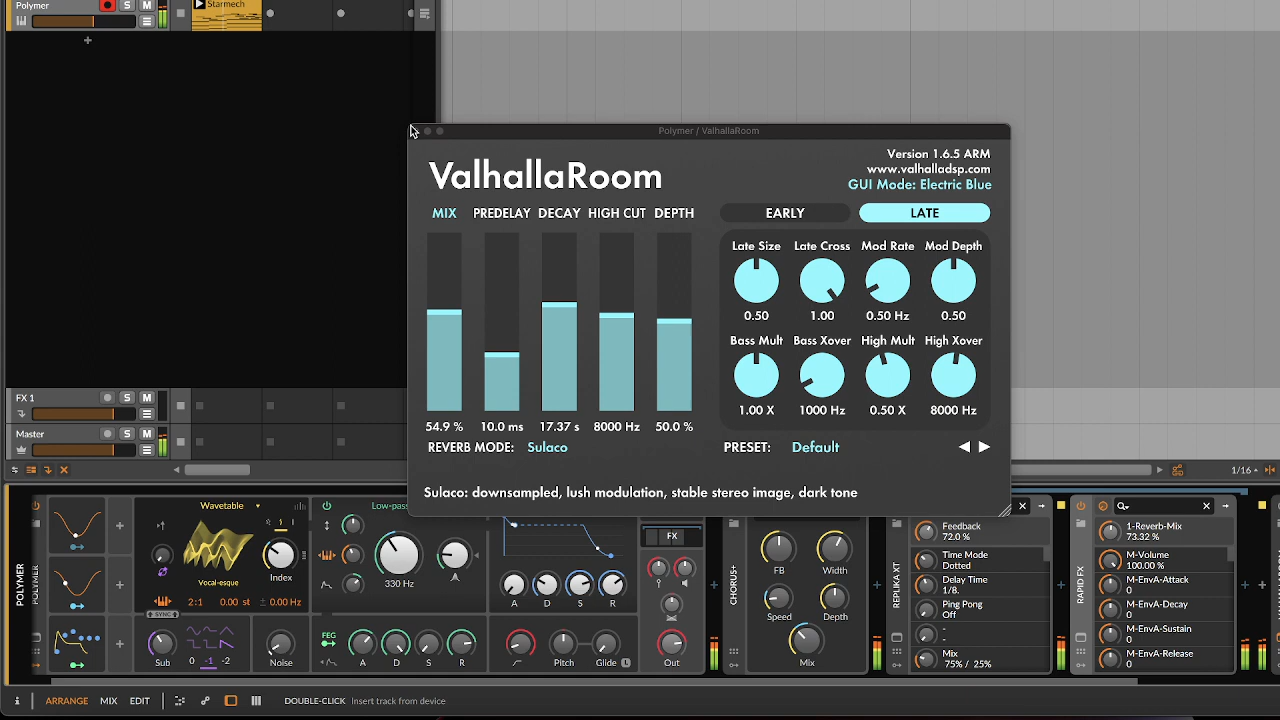 Polymer
S M
Starmech
Polymer / ValhallaRoom
ValhallaRoom
Version 1.6.5 ARM
www.valhalladsp.com
GUI Mode: Electric Blue
MIX PREDELAY DECAY HIGH CUT DEPTH
EARLY LATE
Late Size Late Cross Mod Rate Mod Depth
0.50 1.00 0.50 Hz 0.50
Bass Mult Bass Xover High Mult High Xover
1.00 X 1000 Hz 0.50 X 8000 Hz
54.9 % 10.0 ms 17.37 s 8000 Hz 50.0 %
REVERB MODE: Sulaco
PRESET: Default
Sulaco: downsampled, lush modulation, stable stereo image, dark tone
FX 1 S M
Master S M
1/16
POLYMER
POLYMER
Wavetable
Index
Vocal-esque
2:1 0.00 st ± 0.00 Hz
SYNC
Sub
0 -1 -2
Noise
Low-pass
330 Hz
FEG
A D S R
A D S R
Pitch Glide L
FX
Out
CHORUS+
FB Width
Speed Depth
Mix
REPLIKA XT
Feedback
72.0 %
Time Mode
Dotted
Delay Time
1/8.
Ping Pong
Off
-
-
Mix
75% / 25%
RAPID FX
1-Reverb-Mix
73.32 %
M-Volume
100.00 %
M-EnvA-Attack
0
M-EnvA-Decay
0
M-EnvA-Sustain
0
M-EnvA-Release
0
i ARRANGE MIX EDIT DOUBLE-CLICK Insert track from device